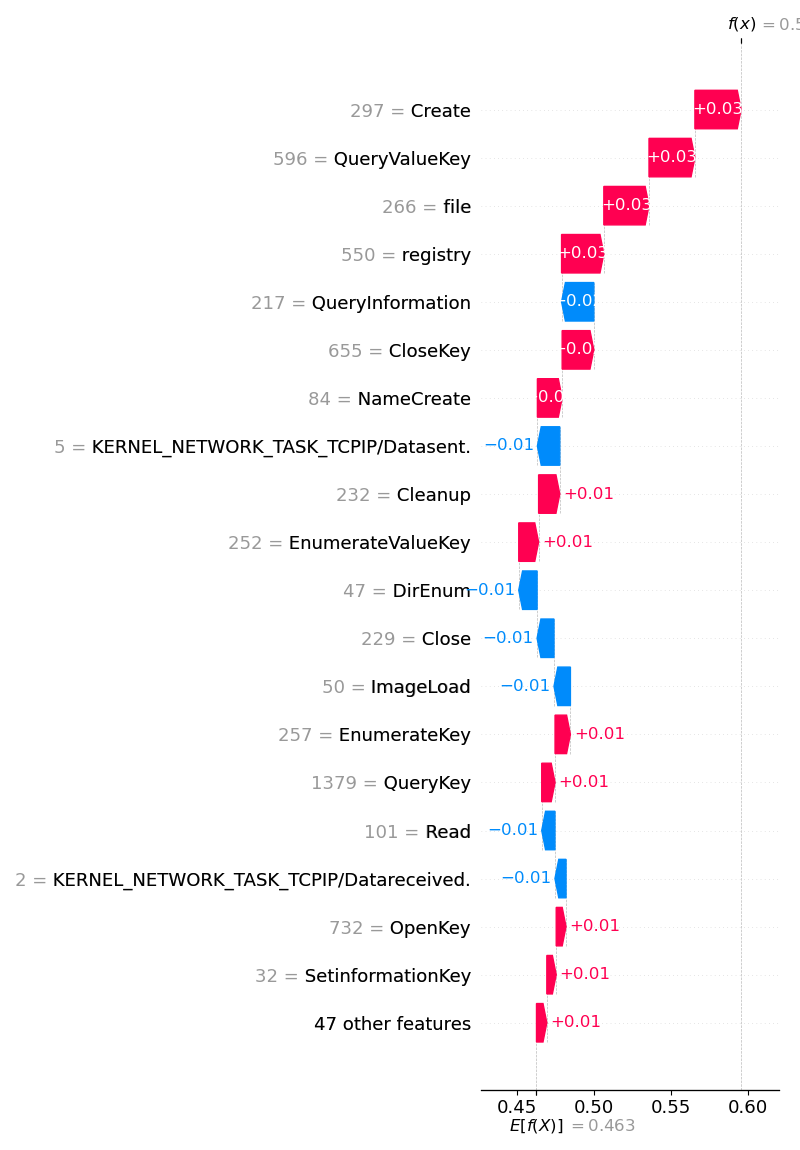 f(x) = 0.5
297 = Create +0.03
596 = QueryValueKey +0.03
266 = file +0.03
550 = registry +0.03
217 = QueryInformation −0.02
655 = CloseKey
84 = NameCreate
5 = KERNEL_NETWORK_TASK_TCPIP/Datasent. −0.01
232 = Cleanup +0.01
252 = EnumerateValueKey +0.01
47 = DirEnum −0.01
229 = Close −0.01
50 = ImageLoad −0.01
257 = EnumerateKey +0.01
1379 = QueryKey +0.01
101 = Read −0.01
2 = KERNEL_NETWORK_TASK_TCPIP/Datareceived. −0.01
732 = OpenKey +0.01
32 = SetinformationKey +0.01
47 other features +0.01
0.45 0.50 0.55 0.60
E[f(X)] = 0.463